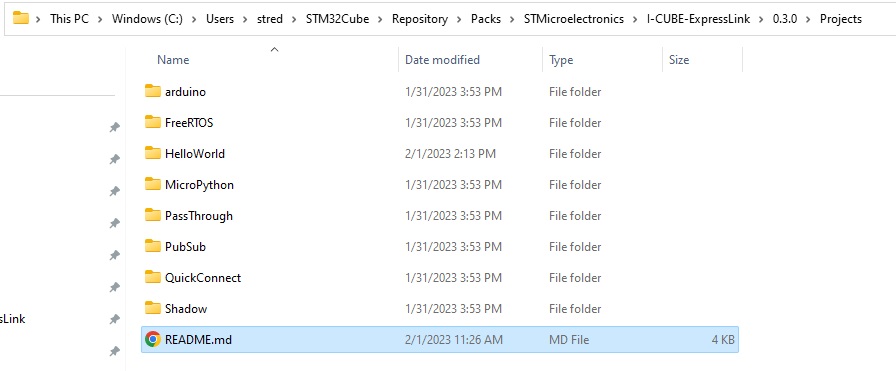 This PC > Windows (C:) > Users > stred > STM32Cube > Repository > Packs > STMicroelectronics > I-CUBE-ExpressLink > 0.3.0 > Projects
Name Date modified Type Size
arduino 1/31/2023 3:53 PM File folder
FreeRTOS 1/31/2023 3:53 PM File folder
HelloWorld 2/1/2023 2:13 PM File folder
MicroPython 1/31/2023 3:53 PM File folder
PassThrough 1/31/2023 3:53 PM File folder
PubSub 1/31/2023 3:53 PM File folder
QuickConnect 1/31/2023 3:53 PM File folder
Shadow 1/31/2023 3:53 PM File folder
sLink
README.md 2/1/2023 11:26 AM MD File 4 KB